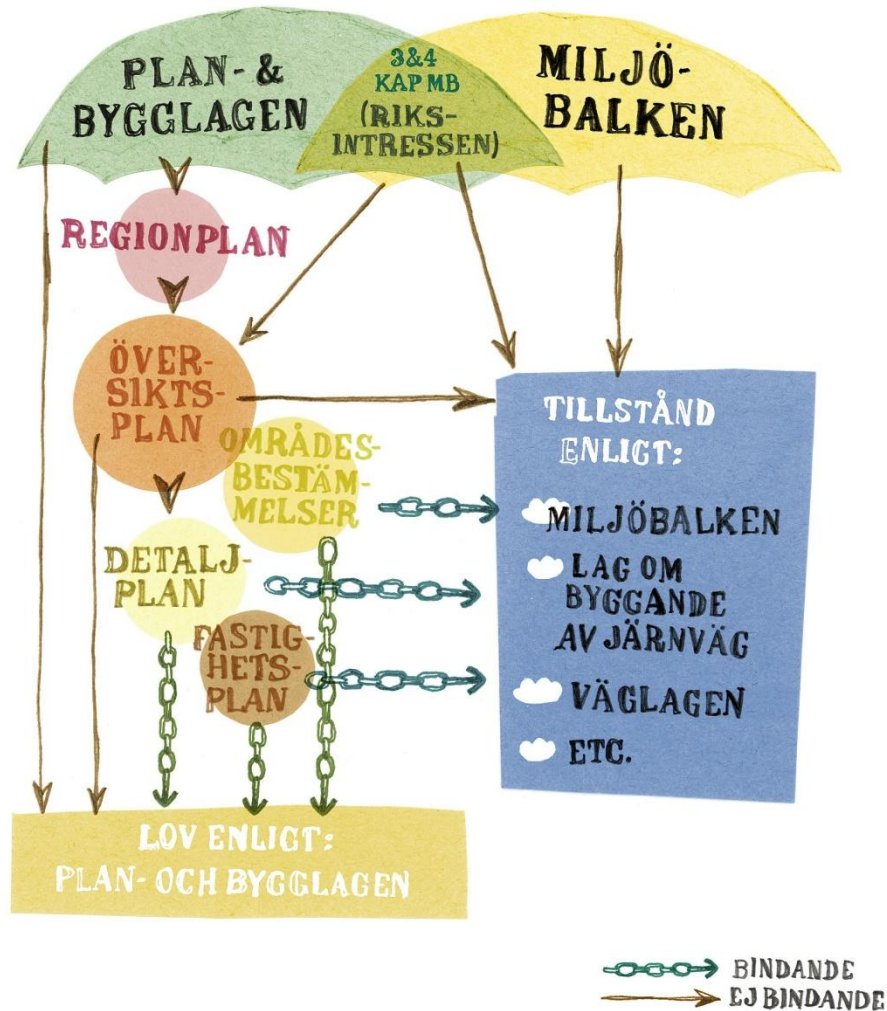 PLAN- &
BYGGLAGEN
3&4
KAP MB
(RIKS-
INTRESSEN)
MILJÖ-
BALKEN
REGIONPLAN
ÖVER-
SIKTS-
PLAN
OMRÅDES-
BESTÄM-
MELSER
DETALJ-
PLAN
FASTIG-
HETS-
PLAN
TILLSTÅND
ENLIGT:
MILJÖBALKEN
LAG OM
BYGGANDE
AV JÄRNVÄG
VÄGLAGEN
ETC.
LOV ENLIGT:
PLAN- OCH BYGGLAGEN
BINDANDE
EJ BINDANDE